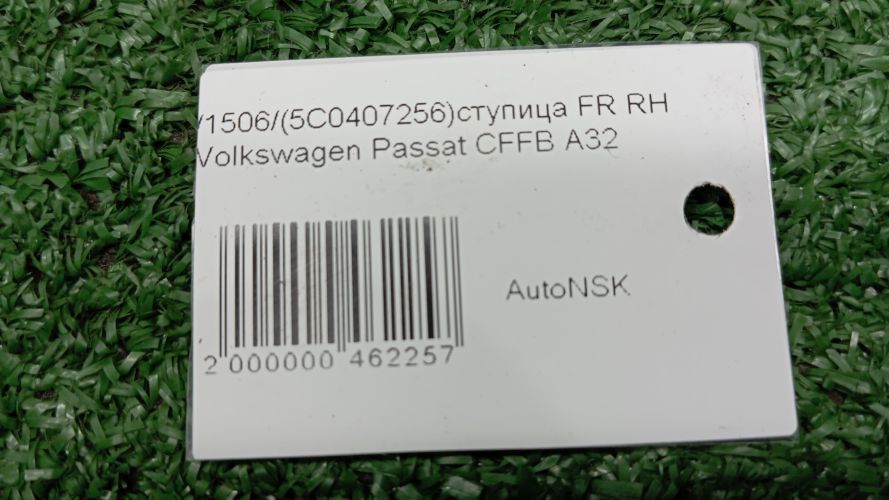 /1506/(5C0407256)ступица FR RH
Volkswagen Passat CFFB A32
AutoNSK
2 000000 462257